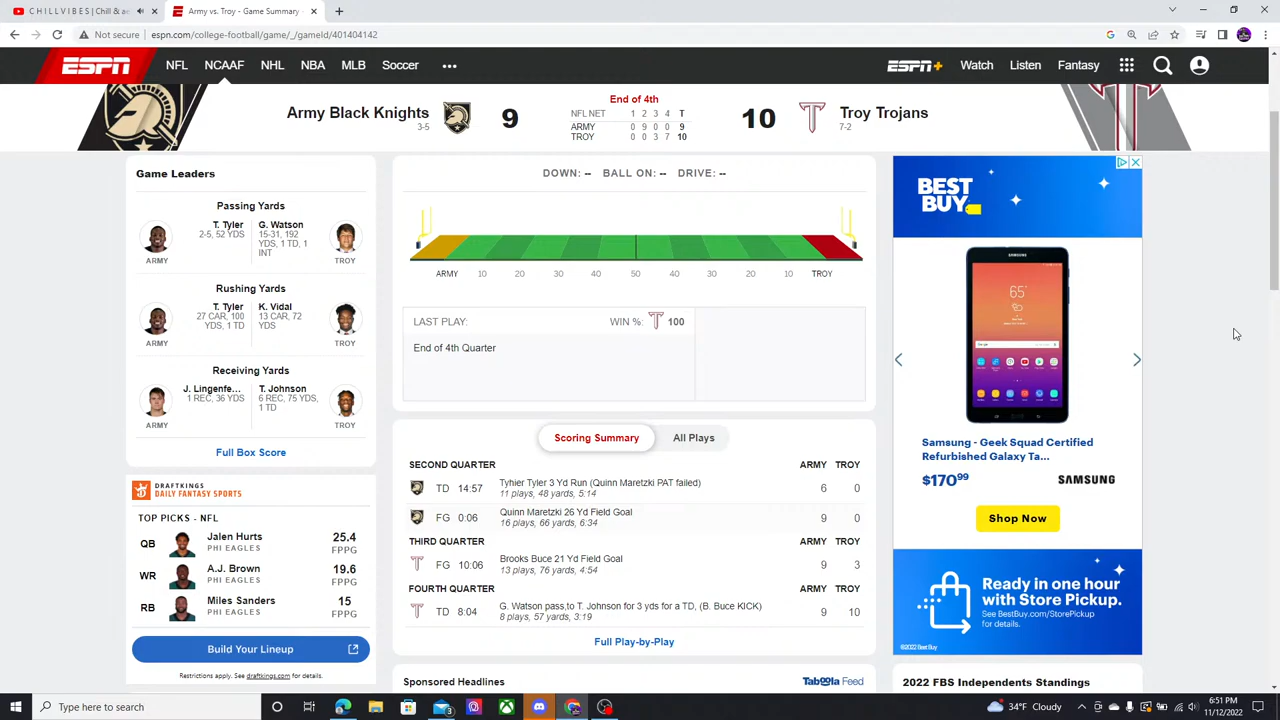 CHILLVIBES|Chill & ae
Army vs. Troy - Game Summary -
Not secure | espn.com/college-football/game/_/gameId/401404142
ESPN NFL NCAAF NHL NBA MLB Soccer ••• ESPN+ Watch Listen Fantasy
Army Black Knights
3-5
9
End of 4th
NFL NET 1 2 3 4 T
ARMY 0 9 0 0 9
TROY 0 0 3 7 10
10
Troy Trojans
7-2
Game Leaders
Passing Yards
T. Tyler
2-5, 52 YDS
ARMY
G. Watson
15-31, 192
YDS, 1 TD, 1
INT
TROY
Rushing Yards
T. Tyler
27 CAR, 100
YDS, 1 TD
ARMY
K. Vidal
13 CAR, 72
YDS
TROY
Receiving Yards
J. Lingenfe...
1 REC, 36 YDS
ARMY
T. Johnson
6 REC, 75 YDS,
1 TD
TROY
Full Box Score
DRAFTKINGS
DAILY FANTASY SPORTS
TOP PICKS - NFL
QB Jalen Hurts 25.4
PHI EAGLES FPPG
WR A.J. Brown 19.6
PHI EAGLES FPPG
RB Miles Sanders 15
PHI EAGLES FPPG
Build Your Lineup
Restrictions apply. See draftkings.com for details.
DOWN: -- BALL ON: -- DRIVE: --
ARMY 10 20 30 40 50 40 30 20 10 TROY
LAST PLAY: WIN %: 100
End of 4th Quarter
Scoring Summary All Plays
SECOND QUARTER ARMY TROY
TD 14:57 Tyhier Tyler 3 Yd Run (Quinn Maretzki PAT failed) 6 0
11 plays, 48 yards, 5:14
FG 0:06 Quinn Maretzki 26 Yd Field Goal 9 0
16 plays, 66 yards, 6:34
THIRD QUARTER ARMY TROY
FG 10:06 Brooks Buce 21 Yd Field Goal 9 3
13 plays, 76 yards, 4:54
FOURTH QUARTER ARMY TROY
TD 8:04 G. Watson pass,to T. Johnson for 3 yds for a TD, (B. Buce KICK) 9 10
8 plays, 57 yards, 3:19
Full Play-by-Play
Sponsored Headlines Taboola Feed
BEST
BUY
SAMSUNG
65°
Samsung - Geek Squad Certified
Refurbished Galaxy Ta...
$170.99 SAMSUNG
Shop Now
Ready in one hour
with Store Pickup.
See BestBuy.com/StorePickup
for details.
©2022 Best Buy
2022 FBS Independents Standings
Type here to search
3
34°F Cloudy
6:51 PM
11/12/2022